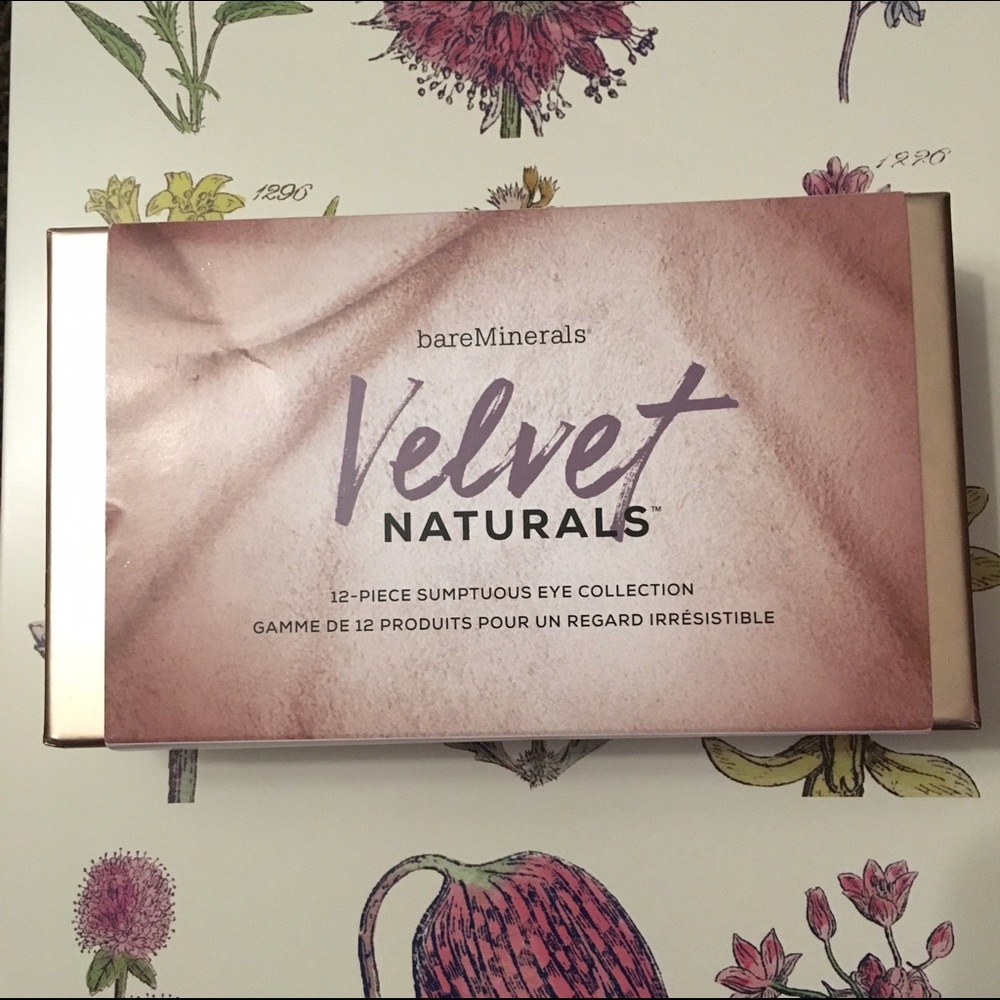 1296
1226
bareMinerals®
Velvet
NATURALS™
12-PIECE SUMPTUOUS EYE COLLECTION
GAMME DE 12 PRODUITS POUR UN REGARD IRRÉSISTIBLE